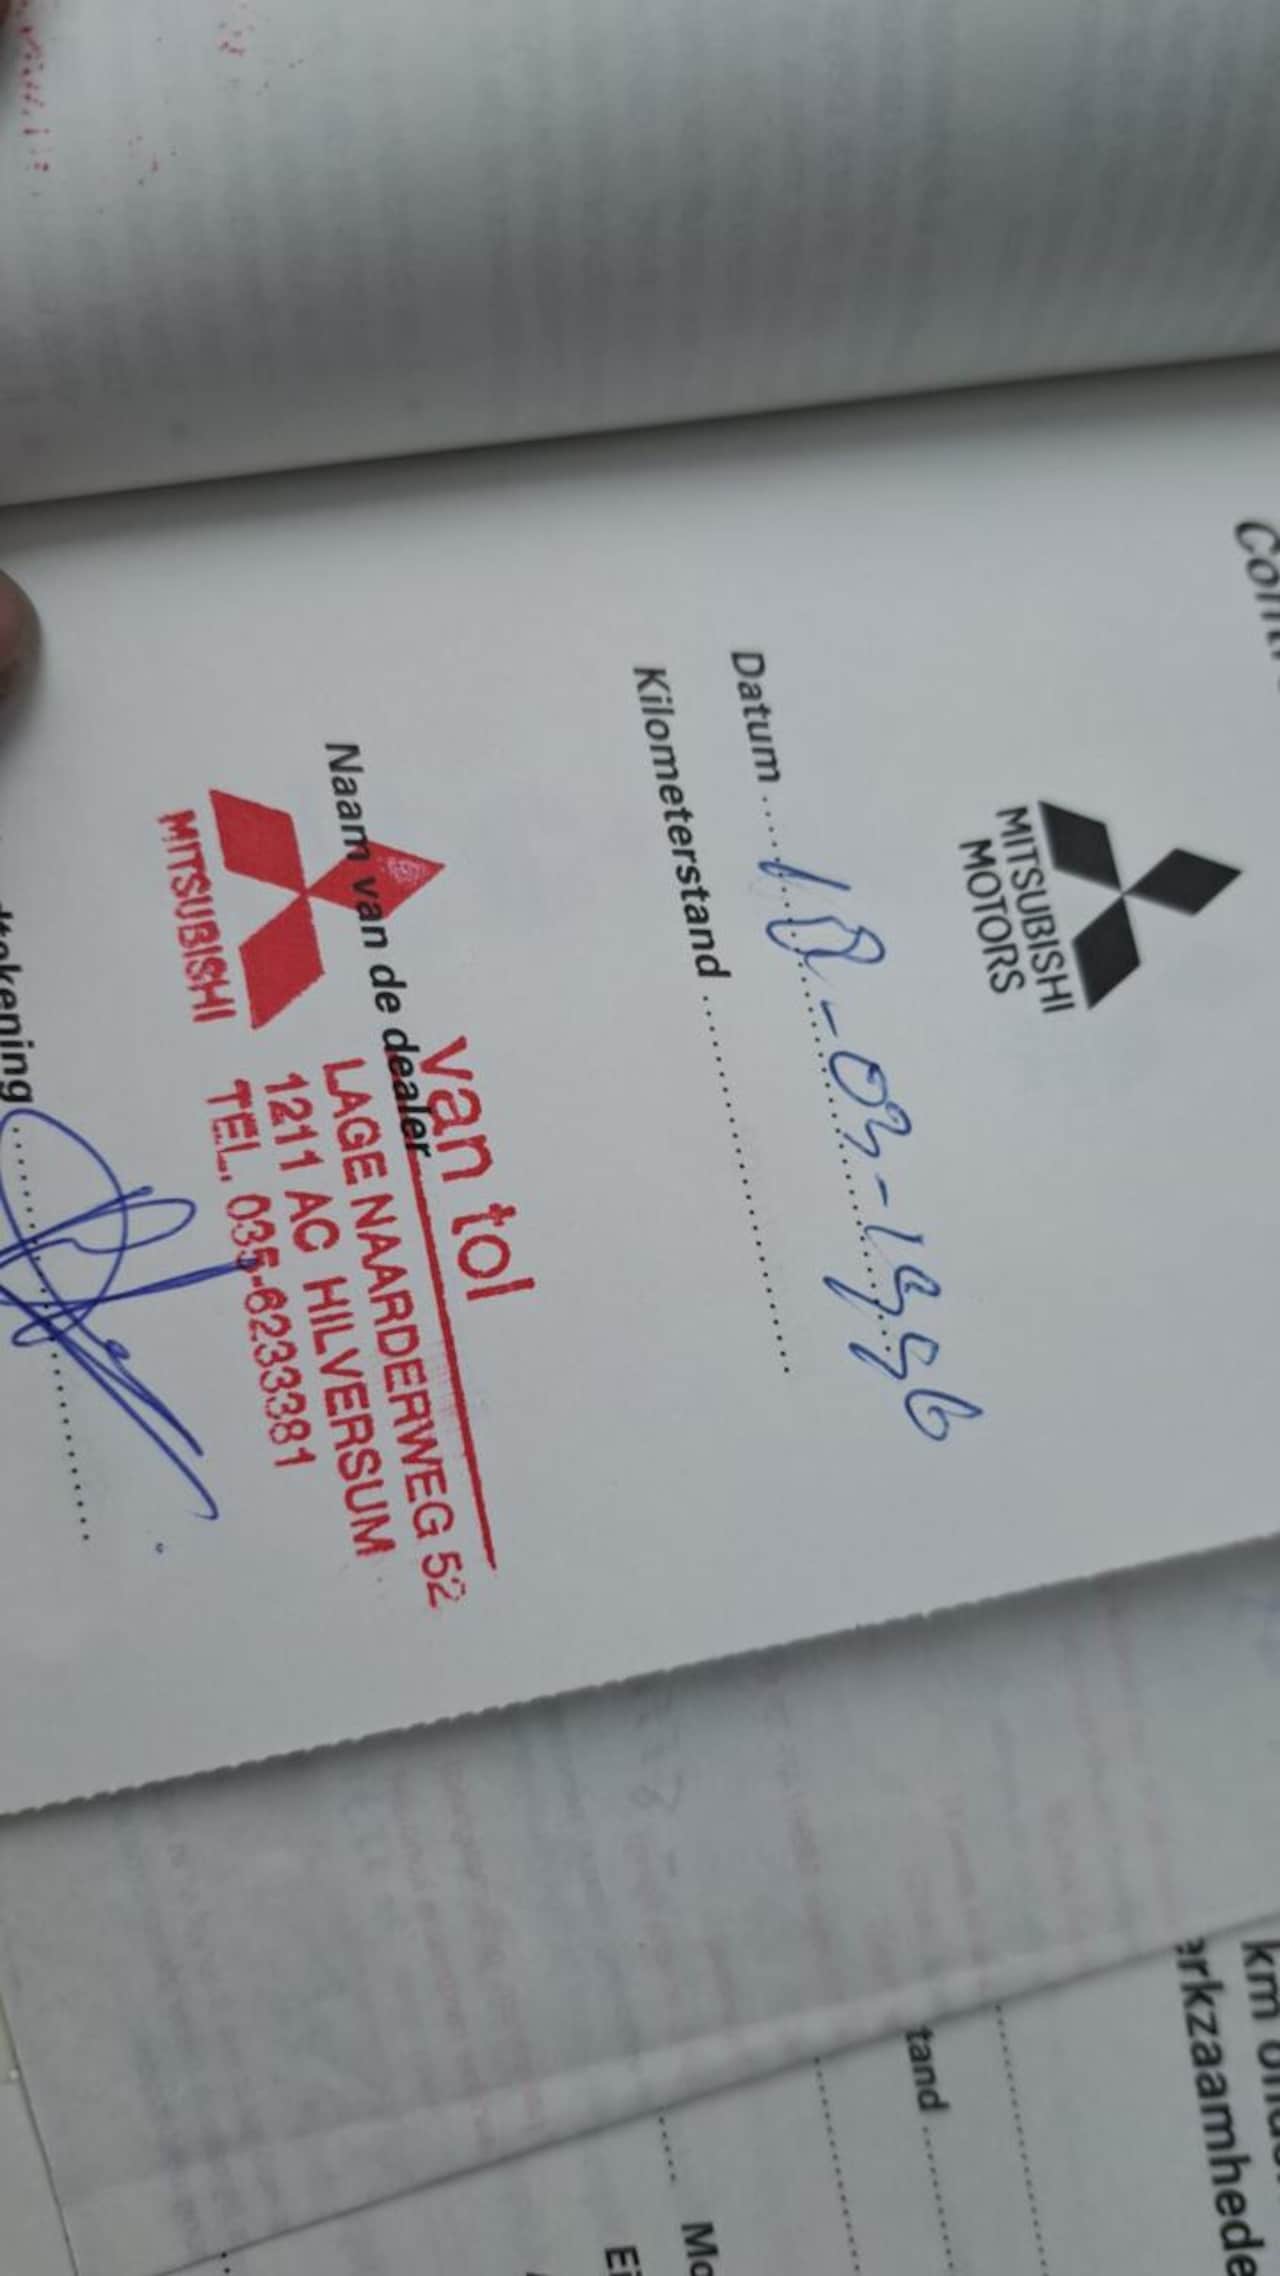 MITSUBISHI
MOTORS
Datum ..... 18-03-1996
Kilometerstand ..............................
van tol
Naam van de dealer
LAGE NAARDERWEG 52
1211 AC HILVERSUM
TEL. 035-6233381
MITSUBISHI